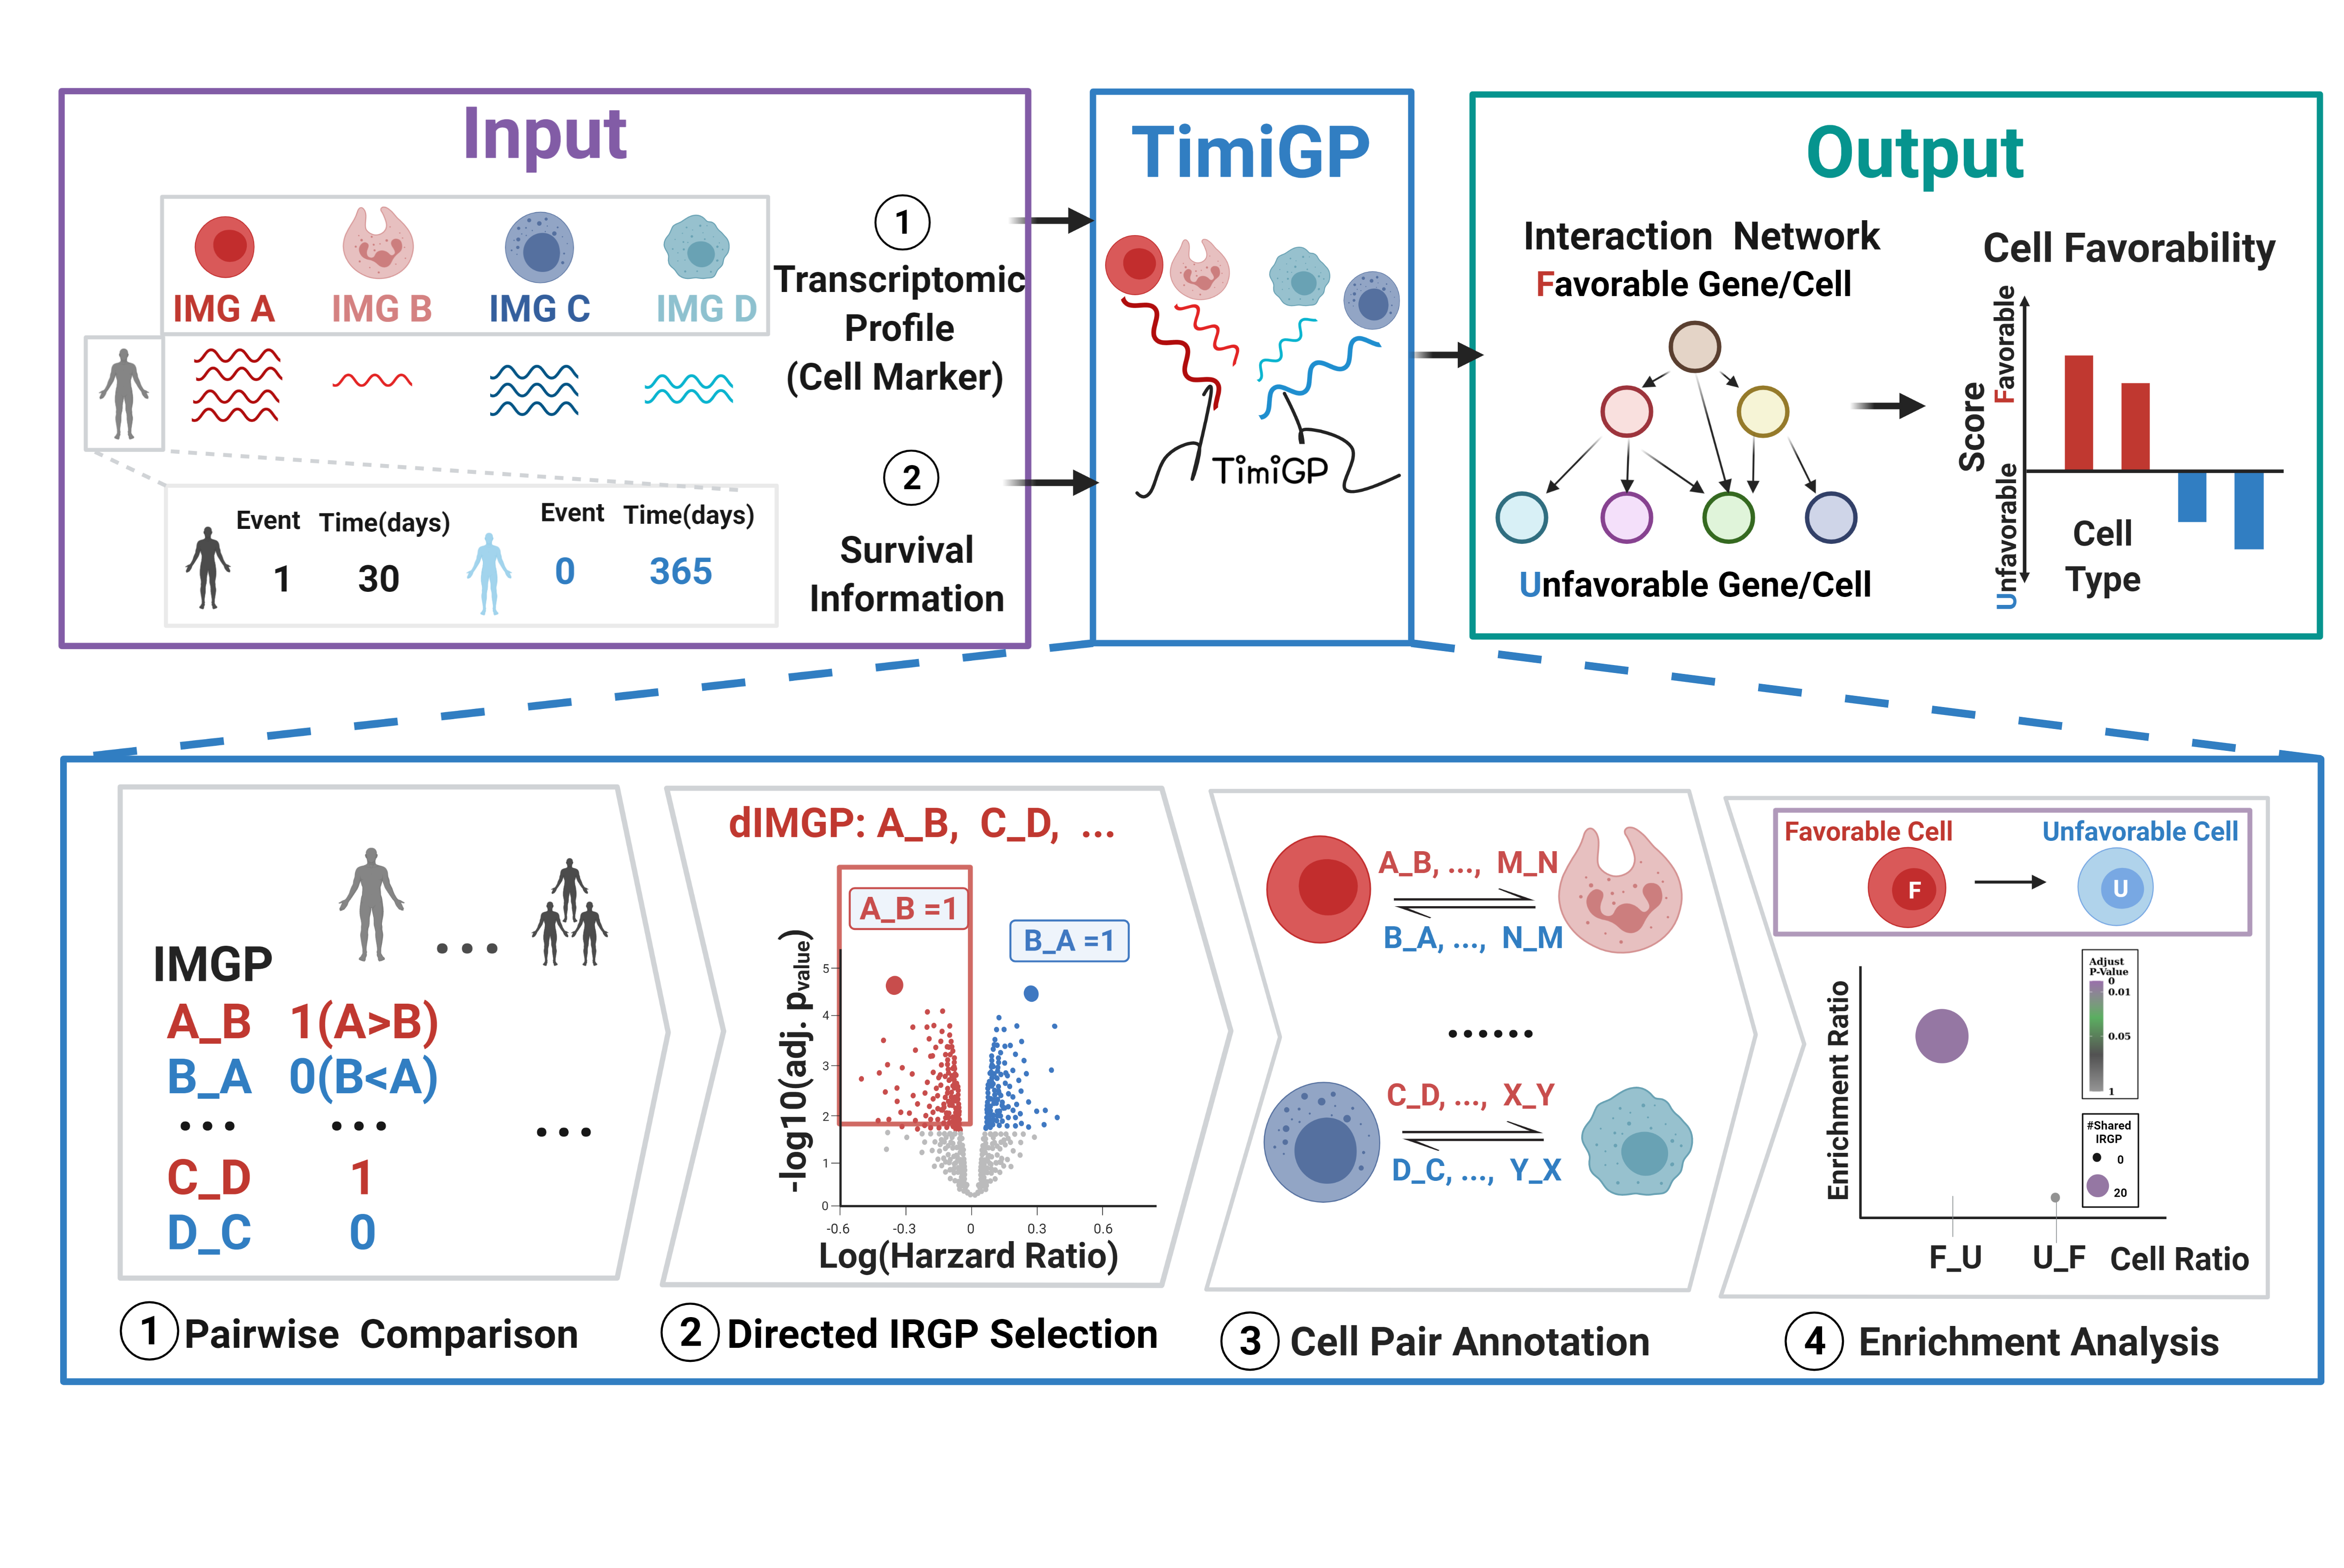 Input
IMG A IMG B IMG C IMG D
1
Transcriptomic
Profile
(Cell Marker)
Event Time(days) Event Time(days)
1 30 0 365
2
Survival
Information
TimiGP
TimiGP
Output
Interaction Network
Favorable Gene/Cell
Unfavorable Gene/Cell
Cell Favorability
Favorable
Score
Unfavorable
Cell
Type
IMGP
A_B 1(A>B)
B_A 0(B<A)
... ... ...
C_D 1
D_C 0
...
1 Pairwise Comparison
dIMGP: A_B, C_D, ...
A_B =1
B_A =1
-log10(adj. pvalue)
5
4
3
2
1
0
-0.6 -0.3 0 0.3 0.6
Log(Harzard Ratio)
2 Directed IRGP Selection
A_B, ..., M_N
B_A, ..., N_M
......
C_D, ..., X_Y
D_C, ..., Y_X
3 Cell Pair Annotation
Favorable Cell Unfavorable Cell
F U
Enrichment Ratio
Adjust
P-Value
0
0.01
0.05
1
#Shared
IRGP
0
20
F_U U_F Cell Ratio
4 Enrichment Analysis